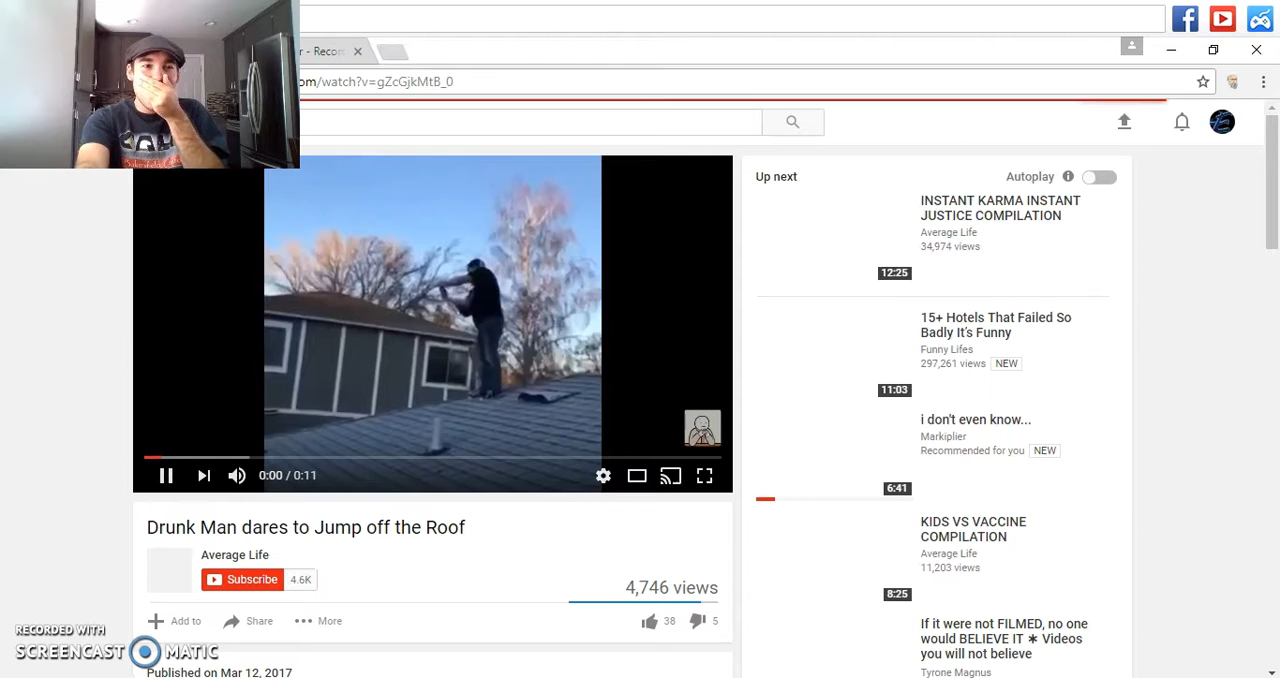 r - Recor
om/watch?v=gZcGjkMtB_0
Up next
Autoplay
INSTANT KARMA INSTANT
JUSTICE COMPILATION
Average Life
34,974 views
12:25
15+ Hotels That Failed So
Badly It's Funny
Funny Lifes
297,261 views NEW
11:03
i don't even know...
Markiplier
Recommended for you NEW
6:41
KIDS VS VACCINE
COMPILATION
Average Life
11,203 views
8:25
If it were not FILMED, no one
would BELIEVE IT ✶ Videos
you will not believe
Tyrone Magnus
0:00 / 0:11
Drunk Man dares to Jump off the Roof
Average Life
Subscribe 4.6K
4,746 views
Add to Share More
38 5
Published on Mar 12, 2017
RECORDED WITH
SCREENCAST MATIC